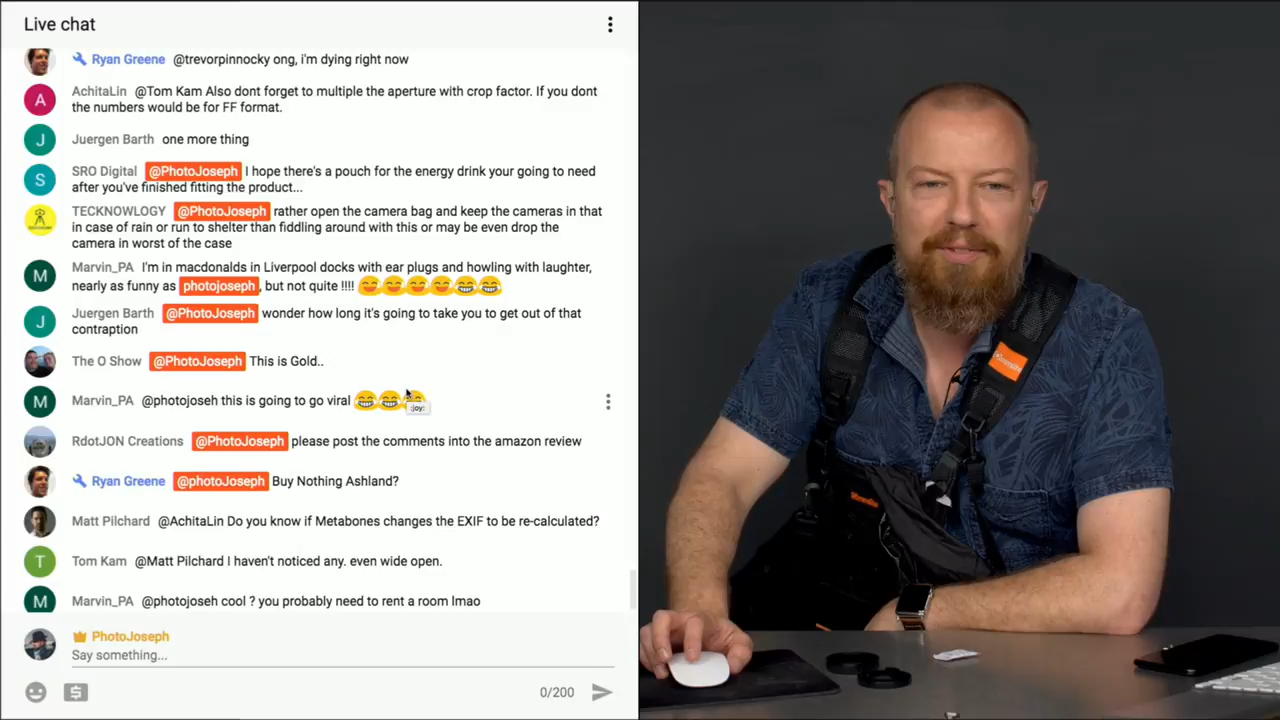 Live chat
Ryan Greene @trevorpinnocky ong, i'm dying right now
A
AchitaLin @Tom Kam Also dont forget to multiple the aperture with crop factor. If you dont
the numbers would be for FF format.
J
Juergen Barth one more thing
S
SRO Digital @PhotoJoseph I hope there's a pouch for the energy drink your going to need
after you've finished fitting the product...
TECKNOWLOGY @PhotoJoseph rather open the camera bag and keep the cameras in that
in case of rain or run to shelter than fiddling around with this or may be even drop the
camera in worst of the case
M
Marvin_PA I'm in macdonalds in Liverpool docks with ear plugs and howling with laughter,
nearly as funny as photojoseph, but not quite !!!!
J
Juergen Barth @PhotoJoseph wonder how long it's going to take you to get out of that
contraption
The O Show @PhotoJoseph This is Gold..
M
Marvin_PA @photojoseh this is going to go viral
:joy:
RdotJON Creations @PhotoJoseph please post the comments into the amazon review
Ryan Greene @photoJoseph Buy Nothing Ashland?
Matt Pilchard @AchitaLin Do you know if Metabones changes the EXIF to be re-calculated?
T
Tom Kam @Matt Pilchard I haven't noticed any. even wide open.
M
Marvin_PA @photojoseh cool ? you probably need to rent a room lmao
PhotoJoseph
Say something...
0/200